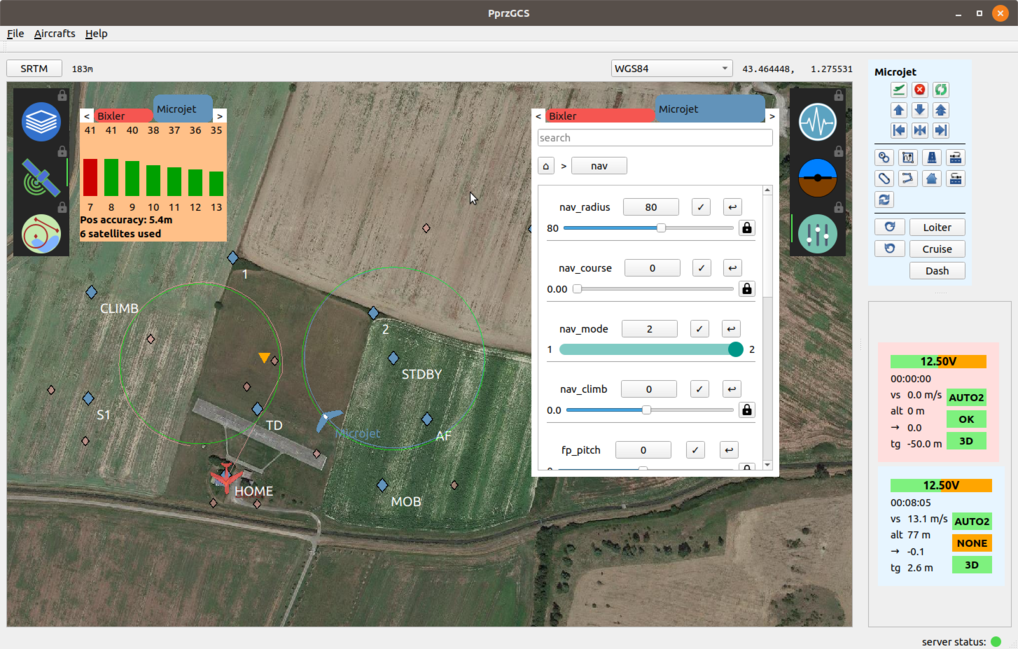 PprzGCS
File Aircrafts Help
SRTM 183m WGS84 43.464448, 1.275531
< Bixler Microjet >
41 41 40 38 37 36 35
7 8 9 10 11 12 13
Pos accuracy: 5.4m
6 satellites used
1
CLIMB
2
STDBY
S1
TD
Microjet
AF
HOME
MOB
< Bixler Microjet >
search
> nav
nav_radius 80
80
nav_course 0
0.00
nav_mode 2
1 2
nav_climb 0
0.0
fp_pitch 0
Microjet
Loiter
Cruise
Dash
12.50V
00:00:00
vs 0.0 m/s AUTO2
alt 0 m OK
→ 0.0
tg -50.0 m 3D
12.50V
00:08:05
vs 13.1 m/s AUTO2
alt 77 m NONE
→ -0.1
tg 2.6 m 3D
server status: